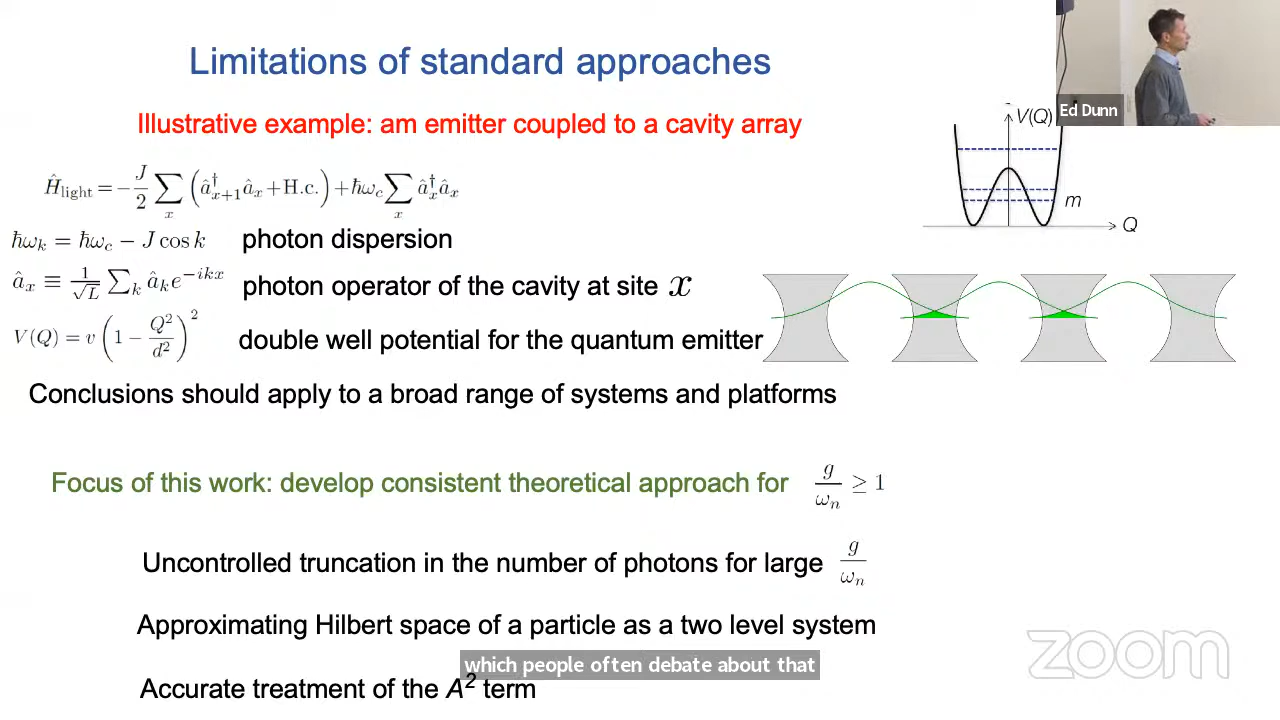 Limitations of standard approaches
Illustrative example: am emitter coupled to a cavity array
Ĥ_light = −J/2 ∑_x (â†_{x+1} â_x + H.c.) + ħω_c ∑_x â†_x â_x
ħω_k = ħω_c − J cos k photon dispersion
â_x ≡ 1/√L ∑_k â_k e^{−ikx} photon operator of the cavity at site x
V(Q) = v (1 − Q²/d²)² double well potential for the quantum emitter
V(Q)
m
Q
Ed Dunn
Conclusions should apply to a broad range of systems and platforms
Focus of this work: develop consistent theoretical approach for g/ω_n ≥ 1
Uncontrolled truncation in the number of photons for large g/ω_n
Approximating Hilbert space of a particle as a two level system
which people often debate about that
Accurate treatment of the A² term
zoom